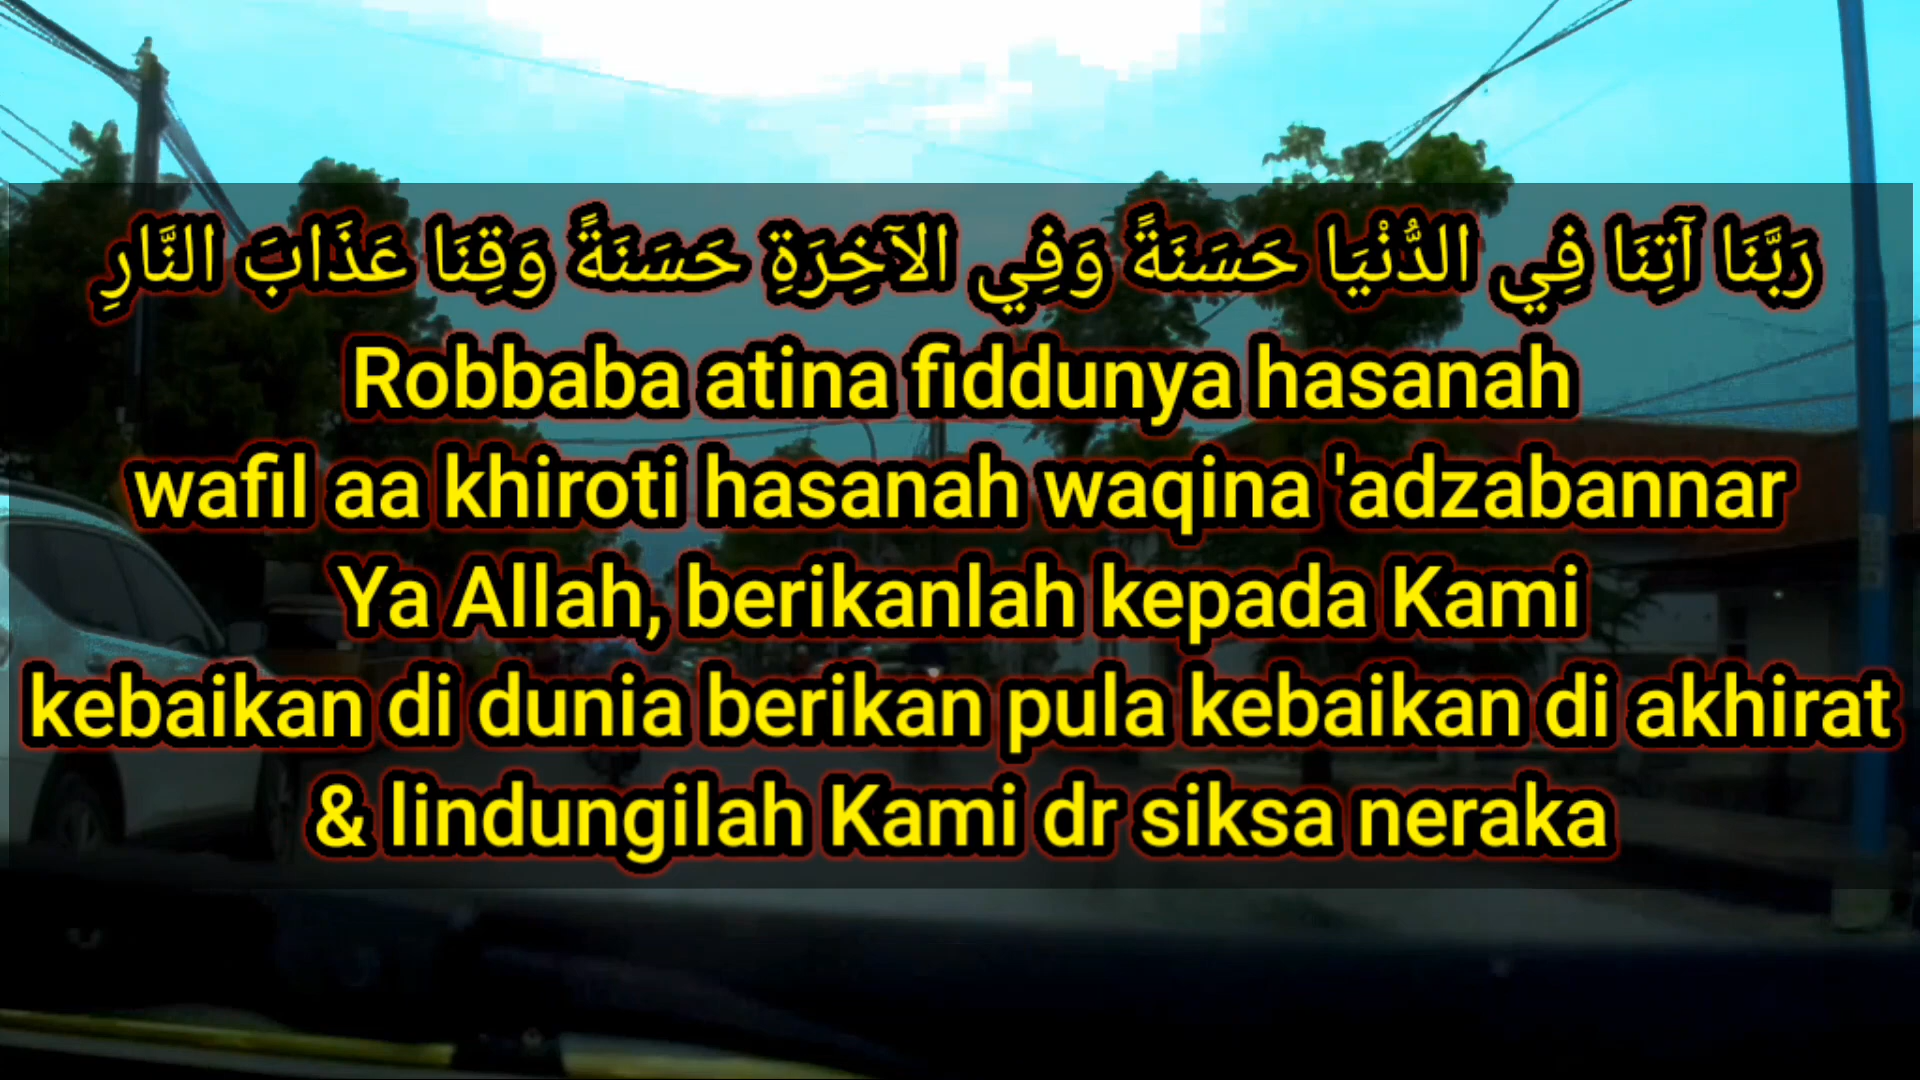 رَبَّنَا آتِنَا فِي الدُّنْيَا حَسَنَةً وَفِي الآخِرَةِ حَسَنَةً وَقِنَا عَذَابَ النَّارِ
Robbaba atina fiddunya hasanah
wafil aa khiroti hasanah waqina 'adzabannar
Ya Allah, berikanlah kepada Kami
kebaikan di dunia berikan pula kebaikan di akhirat
& lindungilah Kami dr siksa neraka